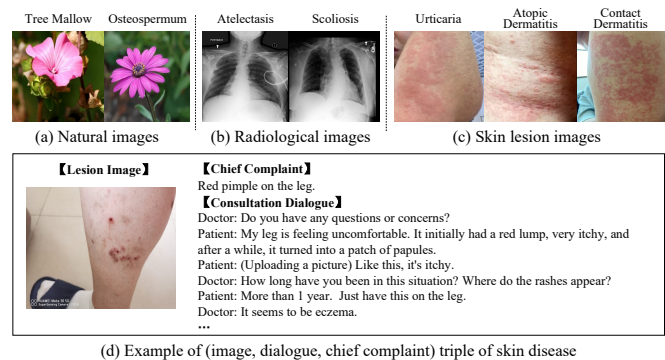 Tree Mallow
Osteospermum
(a) Natural images
Atelectasis
Scoliosis
(b) Radiological images
Urticaria
Atopic Dermatitis
Contact Dermatitis
(c) Skin lesion images
【Lesion Image】
【Chief Complaint】
Red pimple on the leg.
【Consultation Dialogue】
Doctor: Do you have any questions or concerns?
Patient: My leg is feeling uncomfortable. It initially had a red lump, very itchy, and
after a while, it turned into a patch of papules.
Patient: (Uploading a picture) Like this, it's itchy.
Doctor: How long have you been in this situation? Where do the rashes appear?
Patient: More than 1 year.  Just have this on the leg.
Doctor: It seems to be eczema.
...
(d) Example of (image, dialogue, chief complaint) triple of skin disease